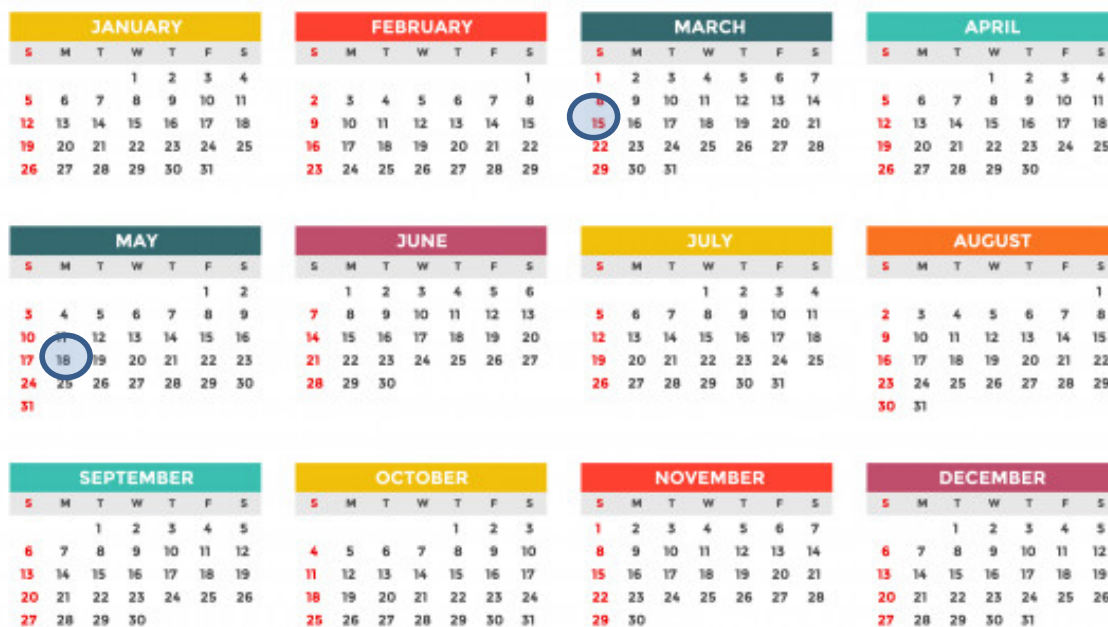 JANUARY
S M T W T F S
1 2 3 4
5 6 7 8 9 10 11
12 13 14 15 16 17 18
19 20 21 22 23 24 25
26 27 28 29 30 31
FEBRUARY
S M T W T F S
1
2 3 4 5 6 7 8
9 10 11 12 13 14 15
16 17 18 19 20 21 22
23 24 25 26 27 28 29
MARCH
S M T W T F S
1 2 3 4 5 6 7
8 9 10 11 12 13 14
15 16 17 18 19 20 21
22 23 24 25 26 27 28
29 30 31
APRIL
S M T W T F S
1 2 3 4
5 6 7 8 9 10 11
12 13 14 15 16 17 18
19 20 21 22 23 24 25
26 27 28 29 30
MAY
S M T W T F S
1 2
3 4 5 6 7 8 9
10 11 12 13 14 15 16
17 18 19 20 21 22 23
24 25 26 27 28 29 30
31
JUNE
S M T W T F S
1 2 3 4 5 6
7 8 9 10 11 12 13
14 15 16 17 18 19 20
21 22 23 24 25 26 27
28 29 30
JULY
S M T W T F S
1 2 3 4
5 6 7 8 9 10 11
12 13 14 15 16 17 18
19 20 21 22 23 24 25
26 27 28 29 30 31
AUGUST
S M T W T F S
1
2 3 4 5 6 7 8
9 10 11 12 13 14 15
16 17 18 19 20 21 22
23 24 25 26 27 28 29
30 31
SEPTEMBER
S M T W T F S
1 2 3 4 5
6 7 8 9 10 11 12
13 14 15 16 17 18 19
20 21 22 23 24 25 26
27 28 29 30
OCTOBER
S M T W T F S
1 2 3
4 5 6 7 8 9 10
11 12 13 14 15 16 17
18 19 20 21 22 23 24
25 26 27 28 29 30 31
NOVEMBER
S M T W T F S
1 2 3 4 5 6 7
8 9 10 11 12 13 14
15 16 17 18 19 20 21
22 23 24 25 26 27 28
29 30
DECEMBER
S M T W T F S
1 2 3 4 5
6 7 8 9 10 11 12
13 14 15 16 17 18 19
20 21 22 23 24 25 26
27 28 29 30 31